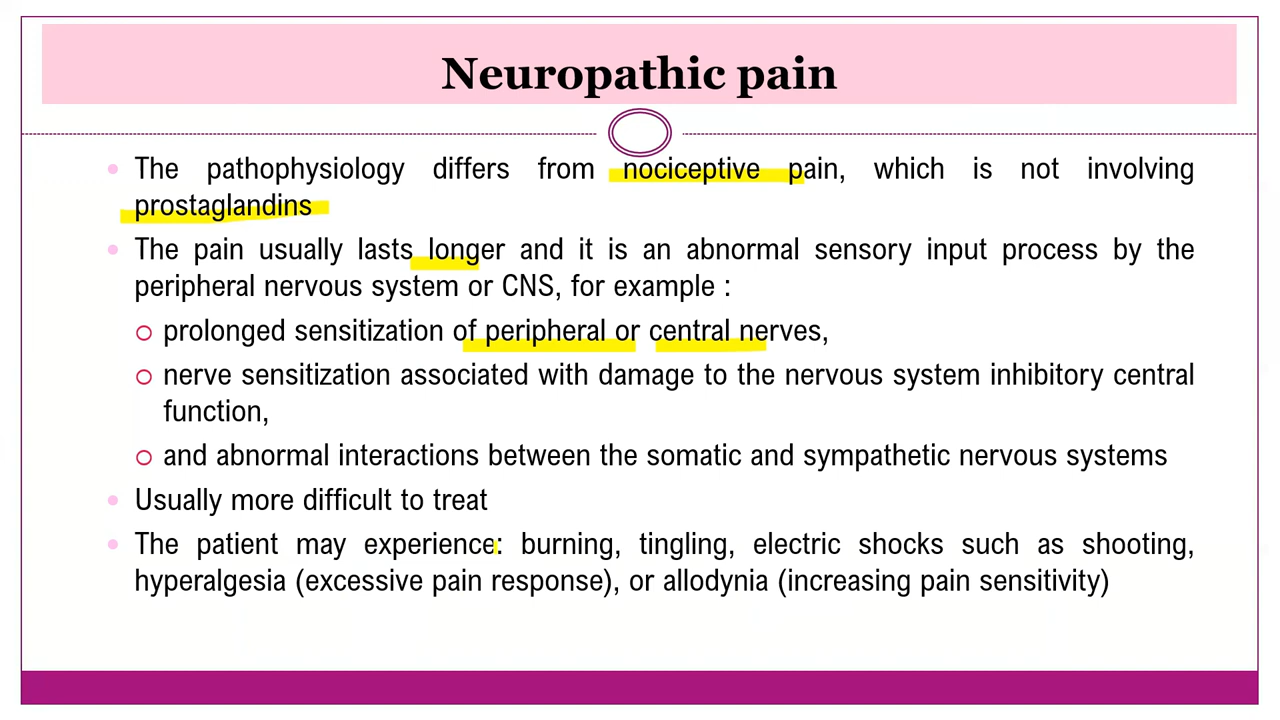 Neuropathic pain
The pathophysiology differs from nociceptive pain, which is not involving
prostaglandins
The pain usually lasts longer and it is an abnormal sensory input process by the
peripheral nervous system or CNS, for example :
prolonged sensitization of peripheral or central nerves,
nerve sensitization associated with damage to the nervous system inhibitory central
function,
and abnormal interactions between the somatic and sympathetic nervous systems
Usually more difficult to treat
The patient may experience: burning, tingling, electric shocks such as shooting,
hyperalgesia (excessive pain response), or allodynia (increasing pain sensitivity)